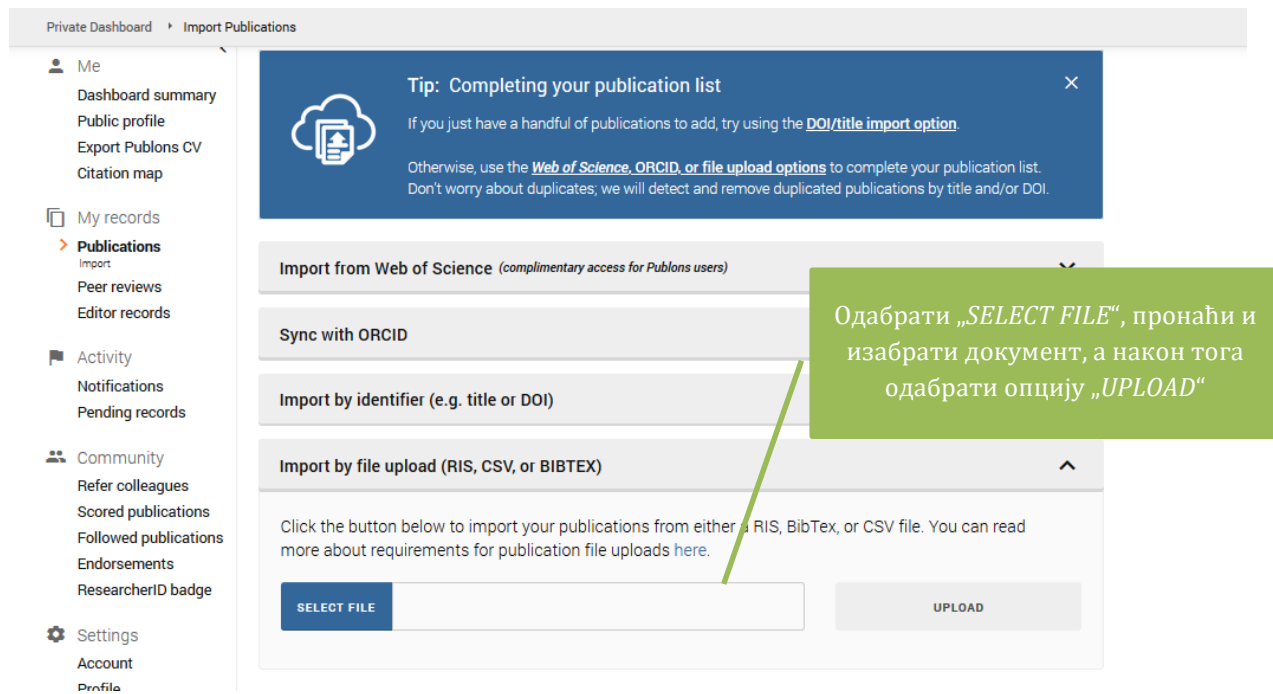 Private Dashboard ‣ Import Publications
Me
Dashboard summary
Public profile
Export Publons CV
Citation map
My records
Publications
Import
Peer reviews
Editor records
Activity
Notifications
Pending records
Community
Refer colleagues
Scored publications
Followed publications
Endorsements
ResearcherID badge
Settings
Account
Profile
Tip: Completing your publication list
If you just have a handful of publications to add, try using the DOI/title import option.
Otherwise, use the Web of Science, ORCID, or file upload options to complete your publication list.
Don't worry about duplicates; we will detect and remove duplicated publications by title and/or DOI.
Import from Web of Science (complimentary access for Publons users)
Sync with ORCID
Import by identifier (e.g. title or DOI)
Import by file upload (RIS, CSV, or BIBTEX)
Click the button below to import your publications from either a RIS, BibTex, or CSV file. You can read
more about requirements for publication file uploads here.
SELECT FILE
UPLOAD
Одабрати „SELECT FILE“, пронаћи и
изабрати документ, а након тога
одабрати опцију „UPLOAD“